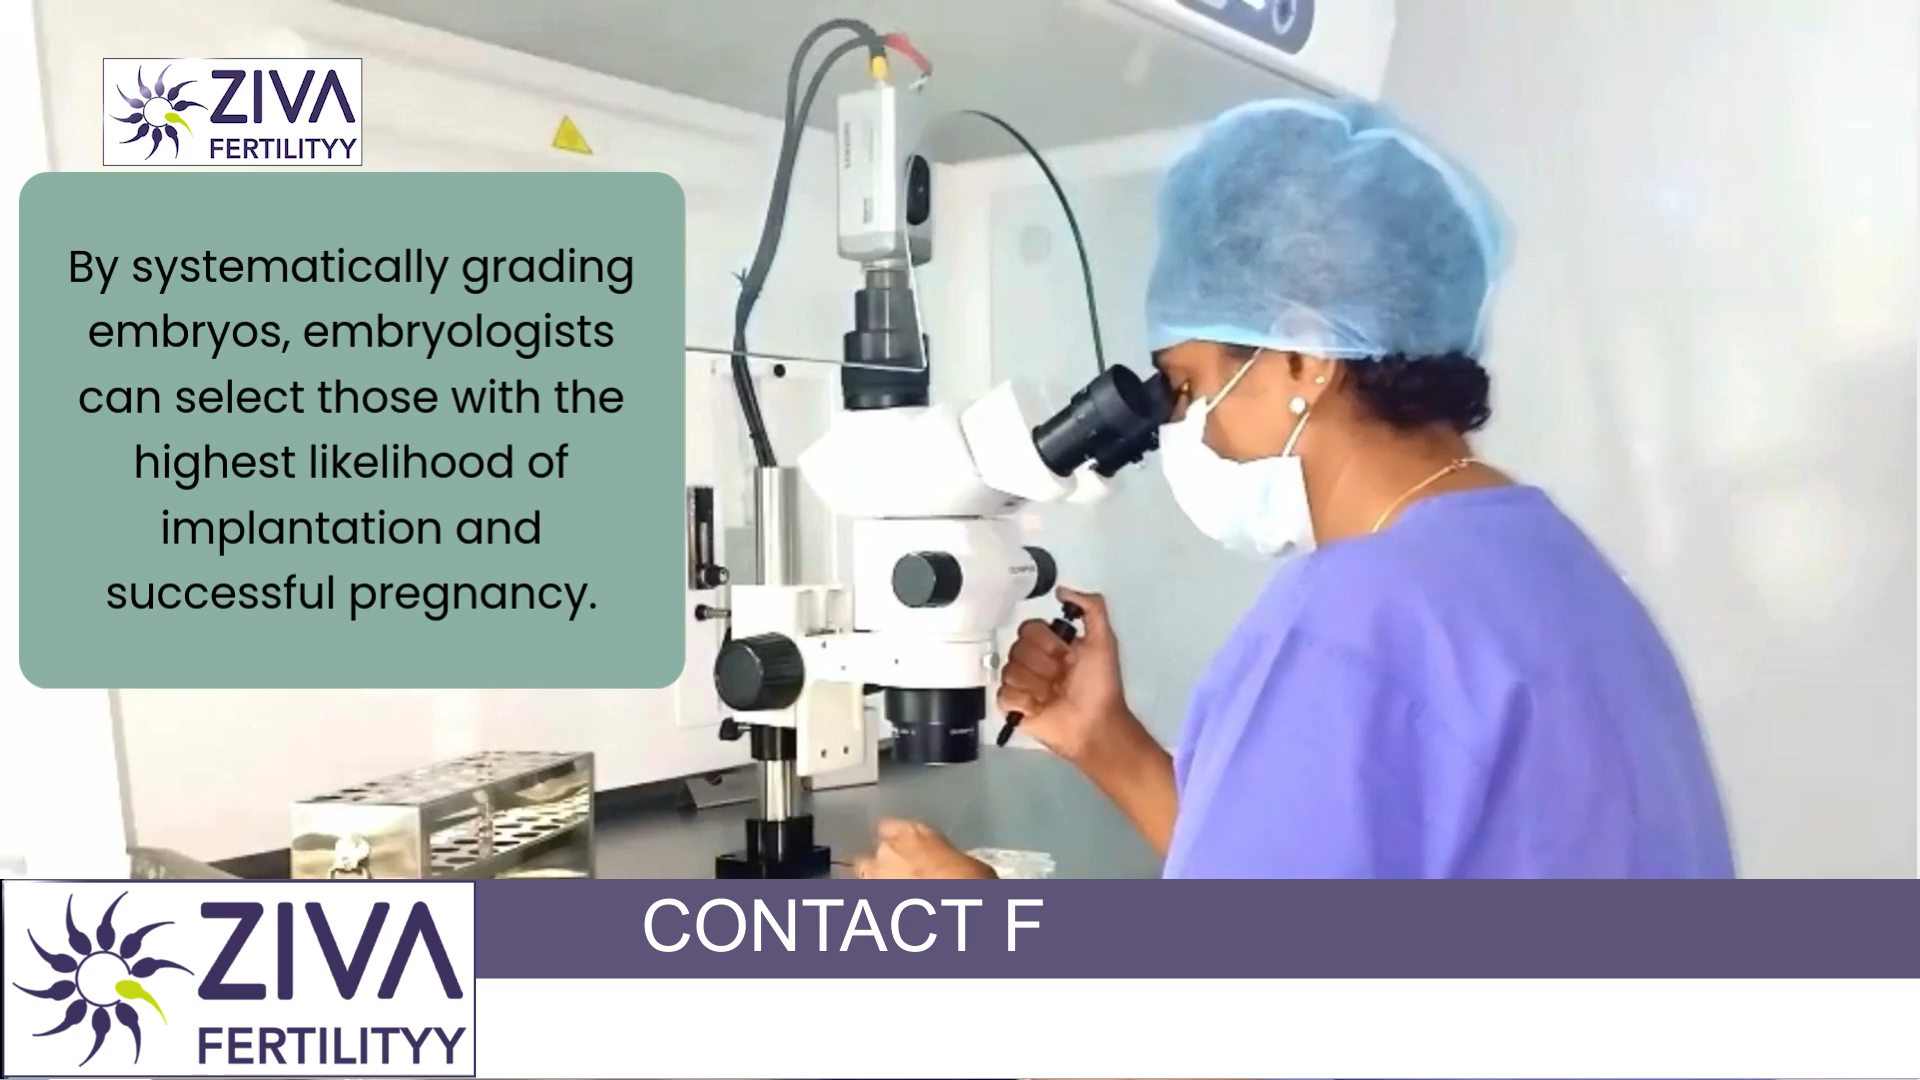 ZIVA
FERTILITYY
By systematically grading
embryos, embryologists
can select those with the
highest likelihood of
implantation and
successful pregnancy.
CONTACT F
ZIVA
FERTILITYY